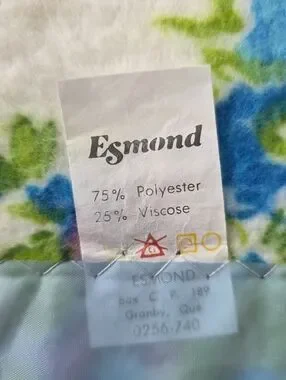 Esmond
75% Polyester
25% Viscose
ESMOND
box C. P. 189
Granby, Que
0256-740